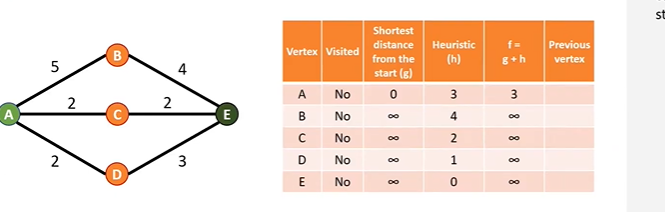 B
5
4
A
2
C
2
E
2
3
D
Vertex Visited Shortest distance from the start (g) Heuristic (h) f = g + h Previous vertex
A No 0 3 3
B No ∞ 4 ∞
C No ∞ 2 ∞
D No ∞ 1 ∞
E No ∞ 0 ∞
st